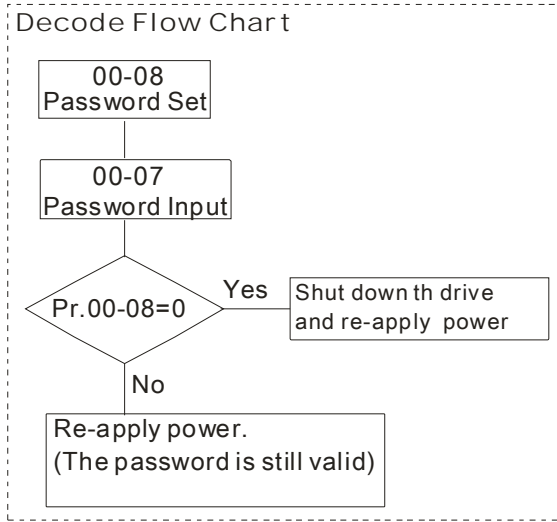 Decode Flow Chart
00-08
Password Set
00-07
Password Input
Pr.00-08=0
Yes
Shut down th drive
and re-apply power
No
Re-apply power.
(The password is still valid)